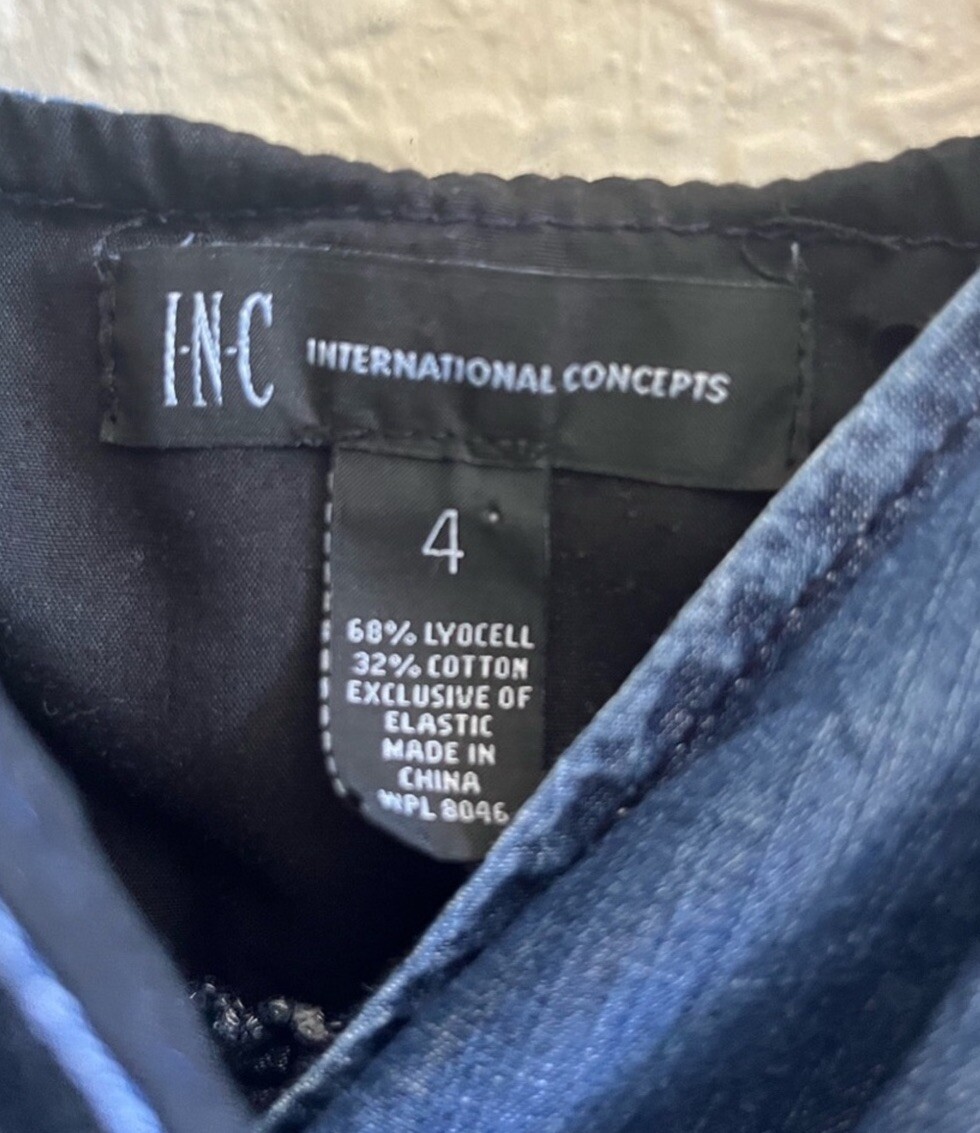 I·N·C INTERNATIONAL CONCEPTS
4
68% LYOCELL
32% COTTON
EXCLUSIVE OF
ELASTIC
MADE IN
CHINA
WPL 8046